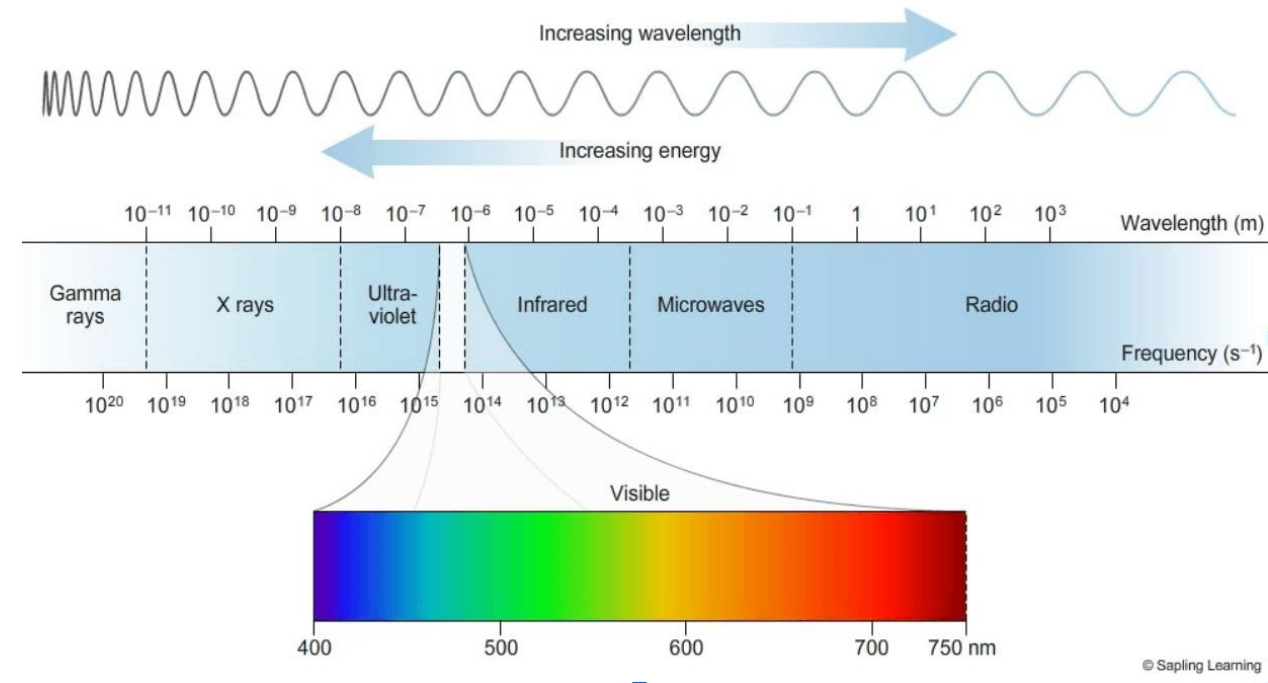 Increasing wavelength
Increasing energy
10⁻¹¹ 10⁻¹⁰ 10⁻⁹ 10⁻⁸ 10⁻⁷ 10⁻⁶ 10⁻⁵ 10⁻⁴ 10⁻³ 10⁻² 10⁻¹ 1 10¹ 10² 10³ Wavelength (m)
Gamma
rays
X rays
Ultra-
violet
Infrared
Microwaves
Radio
Frequency (s⁻¹)
10²⁰ 10¹⁹ 10¹⁸ 10¹⁷ 10¹⁶ 10¹⁵ 10¹⁴ 10¹³ 10¹² 10¹¹ 10¹⁰ 10⁹ 10⁸ 10⁷ 10⁶ 10⁵ 10⁴
Visible
400 500 600 700 750 nm
© Sapling Learning